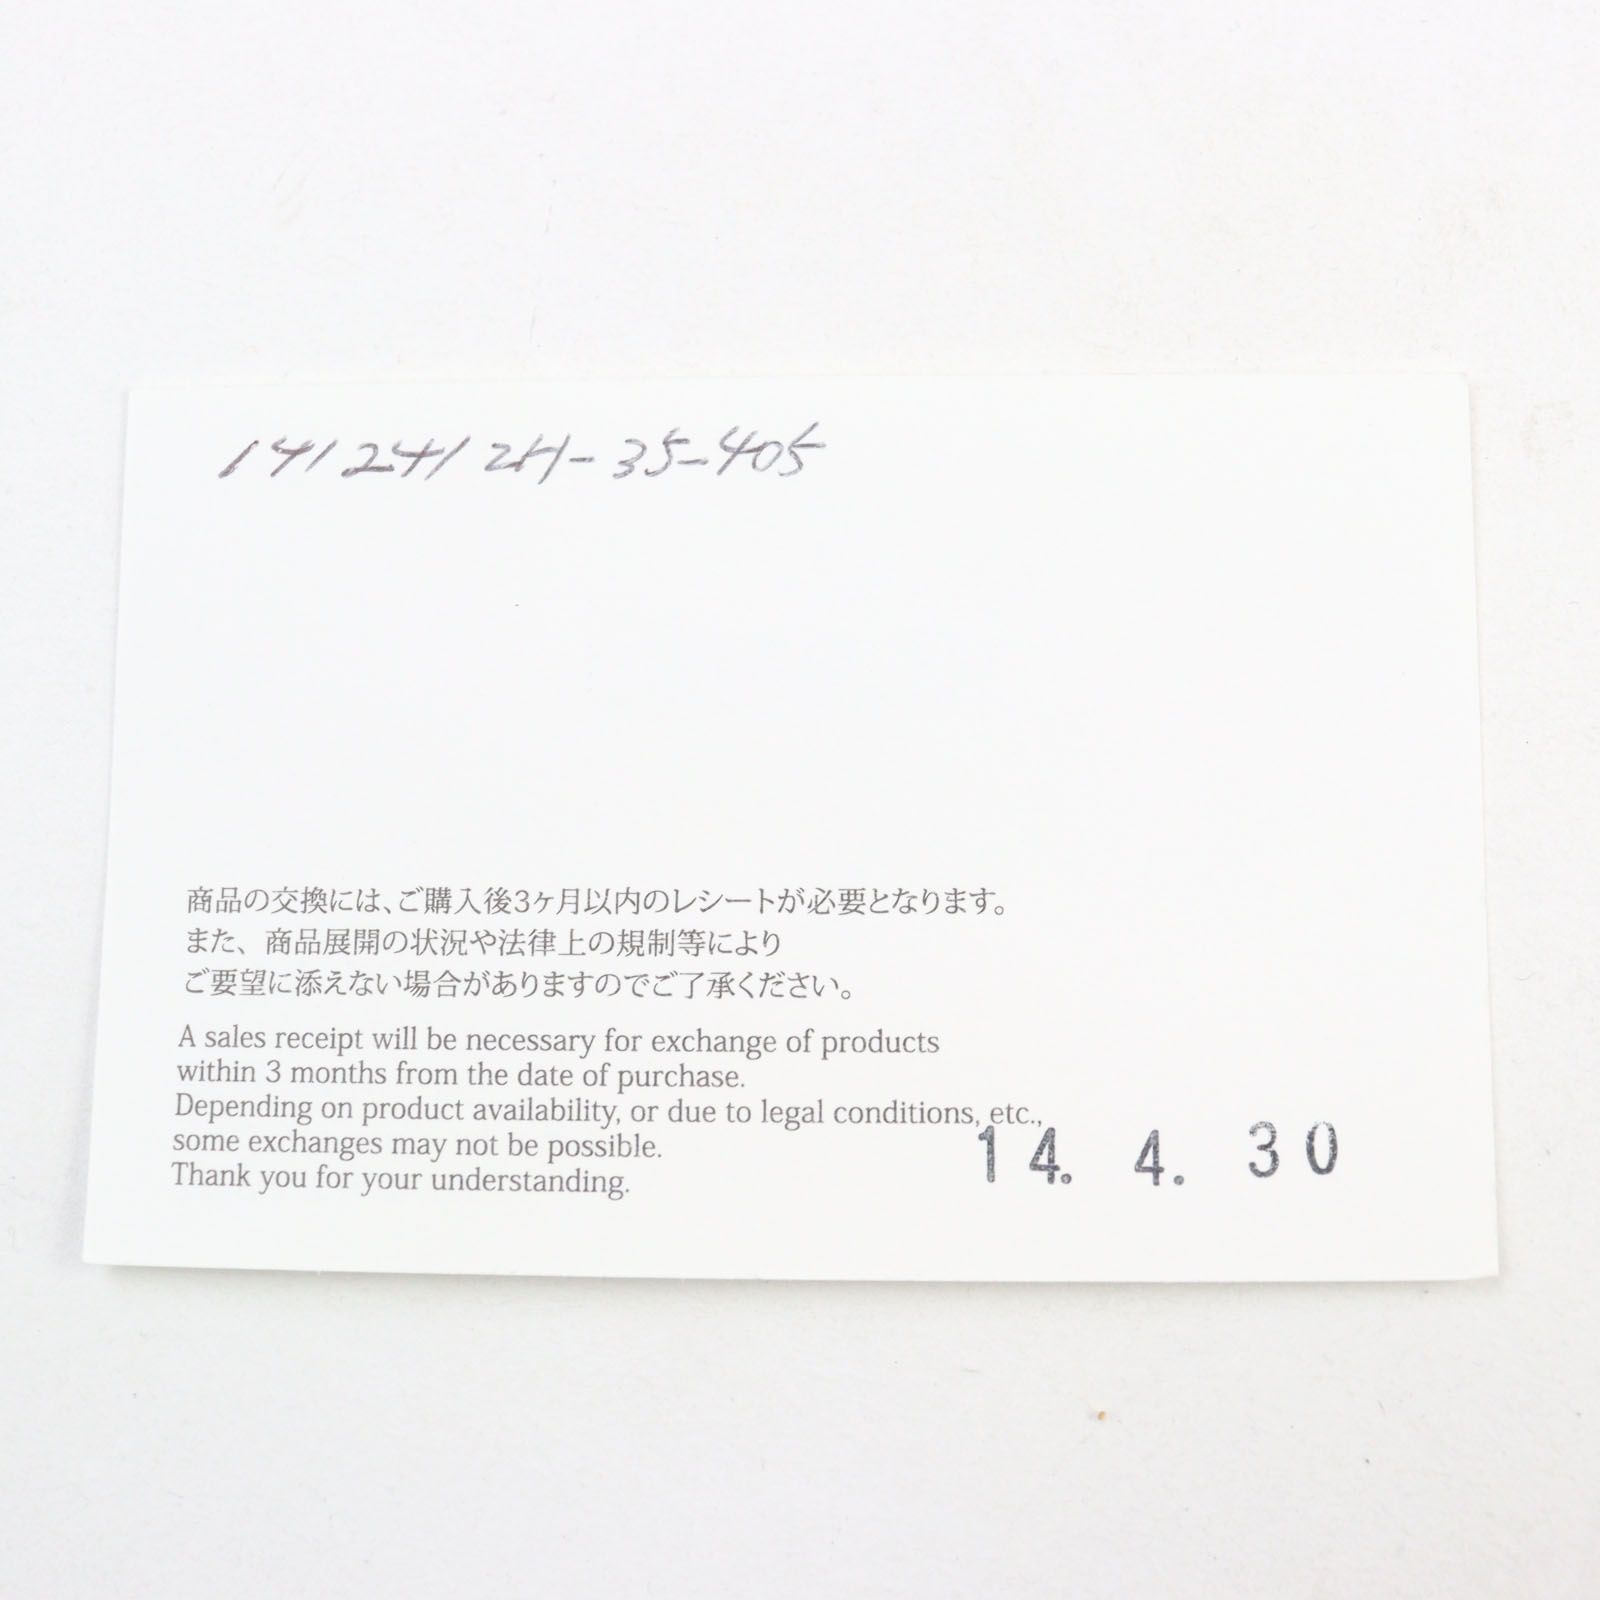 141241 2H-35-405
商品の交換には、ご購入後3ヶ月以内のレシートが必要となります。
また、商品展開の状況や法律上の規制等により
ご要望に添えない場合がありますのでご了承ください。
A sales receipt will be necessary for exchange of products
within 3 months from the date of purchase.
Depending on product availability, or due to legal conditions, etc.,
some exchanges may not be possible.
Thank you for your understanding.
14. 4. 30